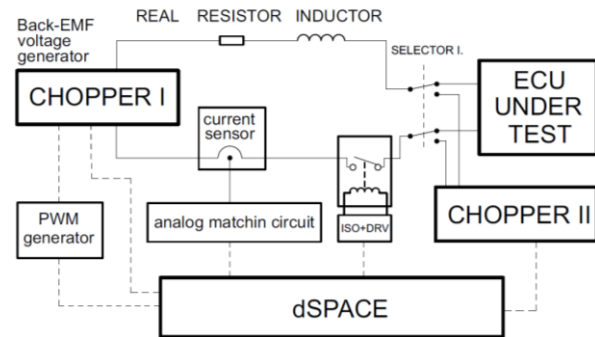 REAL RESISTOR INDUCTOR
Back-EMF
voltage
generator
SELECTOR I.
CHOPPER I
ECU
UNDER
TEST
current
sensor
PWM
generator
analog matchin circuit
ISO+DRV
CHOPPER II
dSPACE